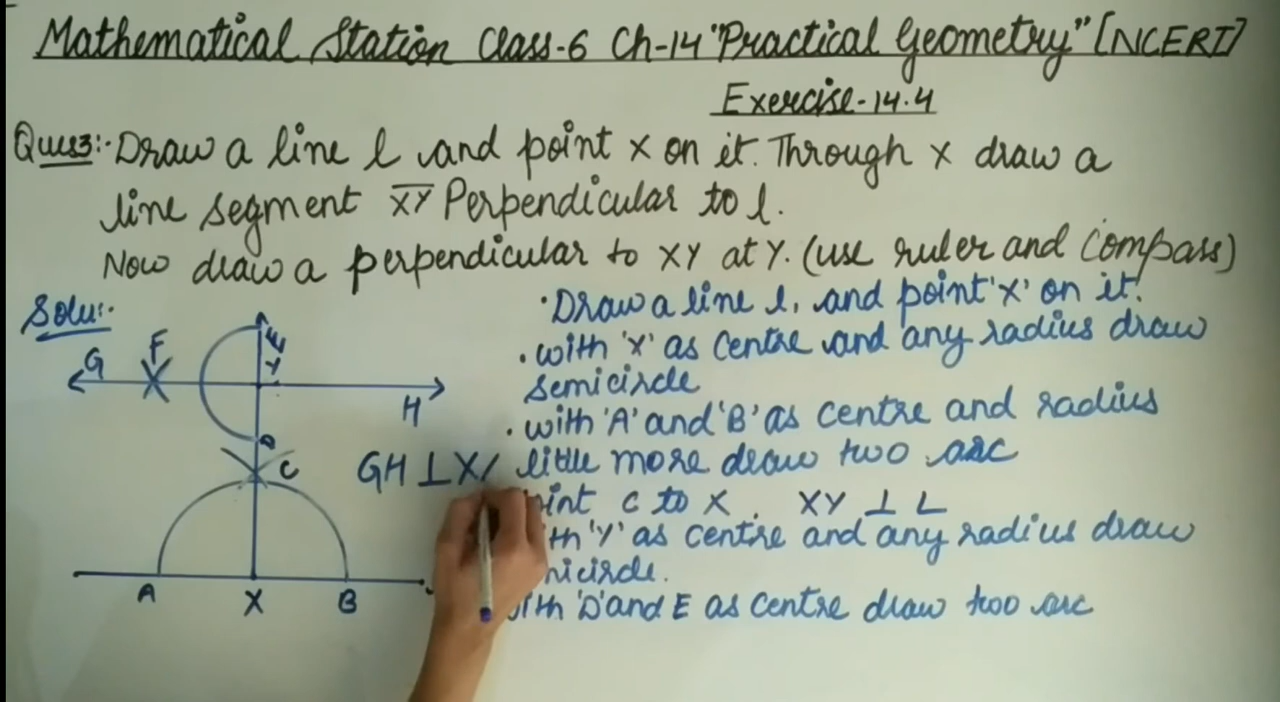 Mathematical Station Class-6 Ch-14 "Practical Geometry" [NCERT]
Exercise-14.4
Ques3:- Draw a line l and point X on it. Through X draw a
line segment XY Perpendicular to l.
Now draw a perpendicular to XY at Y. (use ruler and Compass)
Solu:-
• Draw a line l, and point 'X' on it.
• with 'X' as Centre and any radius draw
semicircle
• with 'A' and 'B' as centre and radius
little more draw two arc
C to X. XY ⊥ L
'Y' as centre and any radius draw
'D' and E as centre draw two arc
G F E
Y
H
D
C
GH ⊥ X
A X B